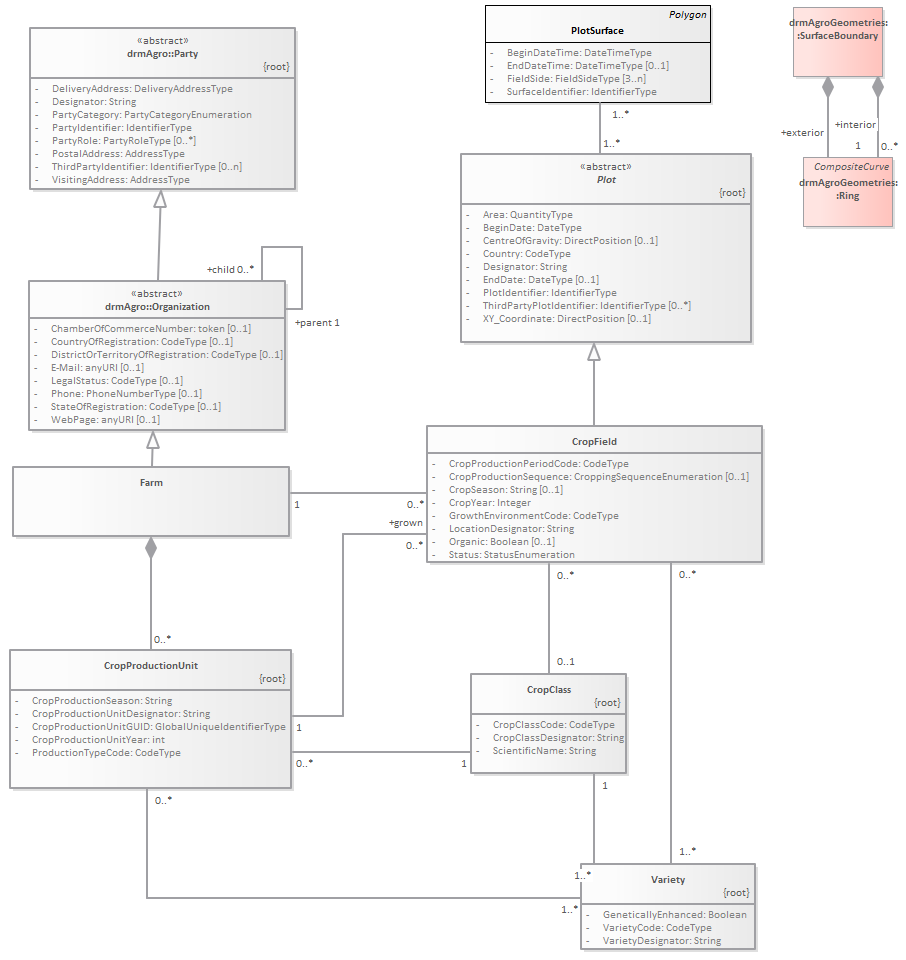 «abstract»
drmAgro::Party
{root}
- DeliveryAddress: DeliveryAddressType
- Designator: String
- PartyCategory: PartyCategoryEnumeration
- PartyIdentifier: IdentifierType
- PartyRole: PartyRoleType [0..*]
- PostalAddress: AddressType
- ThirdPartyIdentifier: IdentifierType [0..n]
- VisitingAddress: AddressType
Polygon
PlotSurface
- BeginDateTime: DateTimeType
- EndDateTime: DateTimeType [0..1]
- FieldSide: FieldSideType [3..n]
- SurfaceIdentifier: IdentifierType
1..*
1..*
drmAgroGeometries:
:SurfaceBoundary
+exterior
+interior
1
0..*
CompositeCurve
drmAgroGeometries:
:Ring
«abstract»
Plot
{root}
- Area: QuantityType
- BeginDate: DateType
- CentreOfGravity: DirectPosition [0..1]
- Country: CodeType
- Designator: String
- EndDate: DateType [0..1]
- PlotIdentifier: IdentifierType
- ThirdPartyPlotIdentifier: IdentifierType [0..*]
- XY_Coordinate: DirectPosition [0..1]
+child 0..*
+parent 1
«abstract»
drmAgro::Organization
- ChamberOfCommerceNumber: token [0..1]
- CountryOfRegistration: CodeType [0..1]
- DistrictOrTerritoryOfRegistration: CodeType [0..1]
- E-Mail: anyURI [0..1]
- LegalStatus: CodeType [0..1]
- Phone: PhoneNumberType [0..1]
- StateOfRegistration: CodeType [0..1]
- WebPage: anyURI [0..1]
Farm
1
0..*
+grown
0..*
CropField
- CropProductionPeriodCode: CodeType
- CropProductionSequence: CroppingSequenceEnumeration [0..1]
- CropSeason: String [0..1]
- CropYear: Integer
- GrowthEnvironmentCode: CodeType
- LocationDesignator: String
- Organic: Boolean [0..1]
- Status: StatusEnumeration
0..*
0..*
0..*
0..1
CropProductionUnit
{root}
- CropProductionSeason: String
- CropProductionUnitDesignator: String
- CropProductionUnitGUID: GlobalUniqueIdentifierType
- CropProductionUnitYear: int
- ProductionTypeCode: CodeType
1
0..*
1
0..*
CropClass
{root}
- CropClassCode: CodeType
- CropClassDesignator: String
- ScientificName: String
1
1..*
1..*
1..*
Variety
{root}
- GeneticallyEnhanced: Boolean
- VarietyCode: CodeType
- VarietyDesignator: String